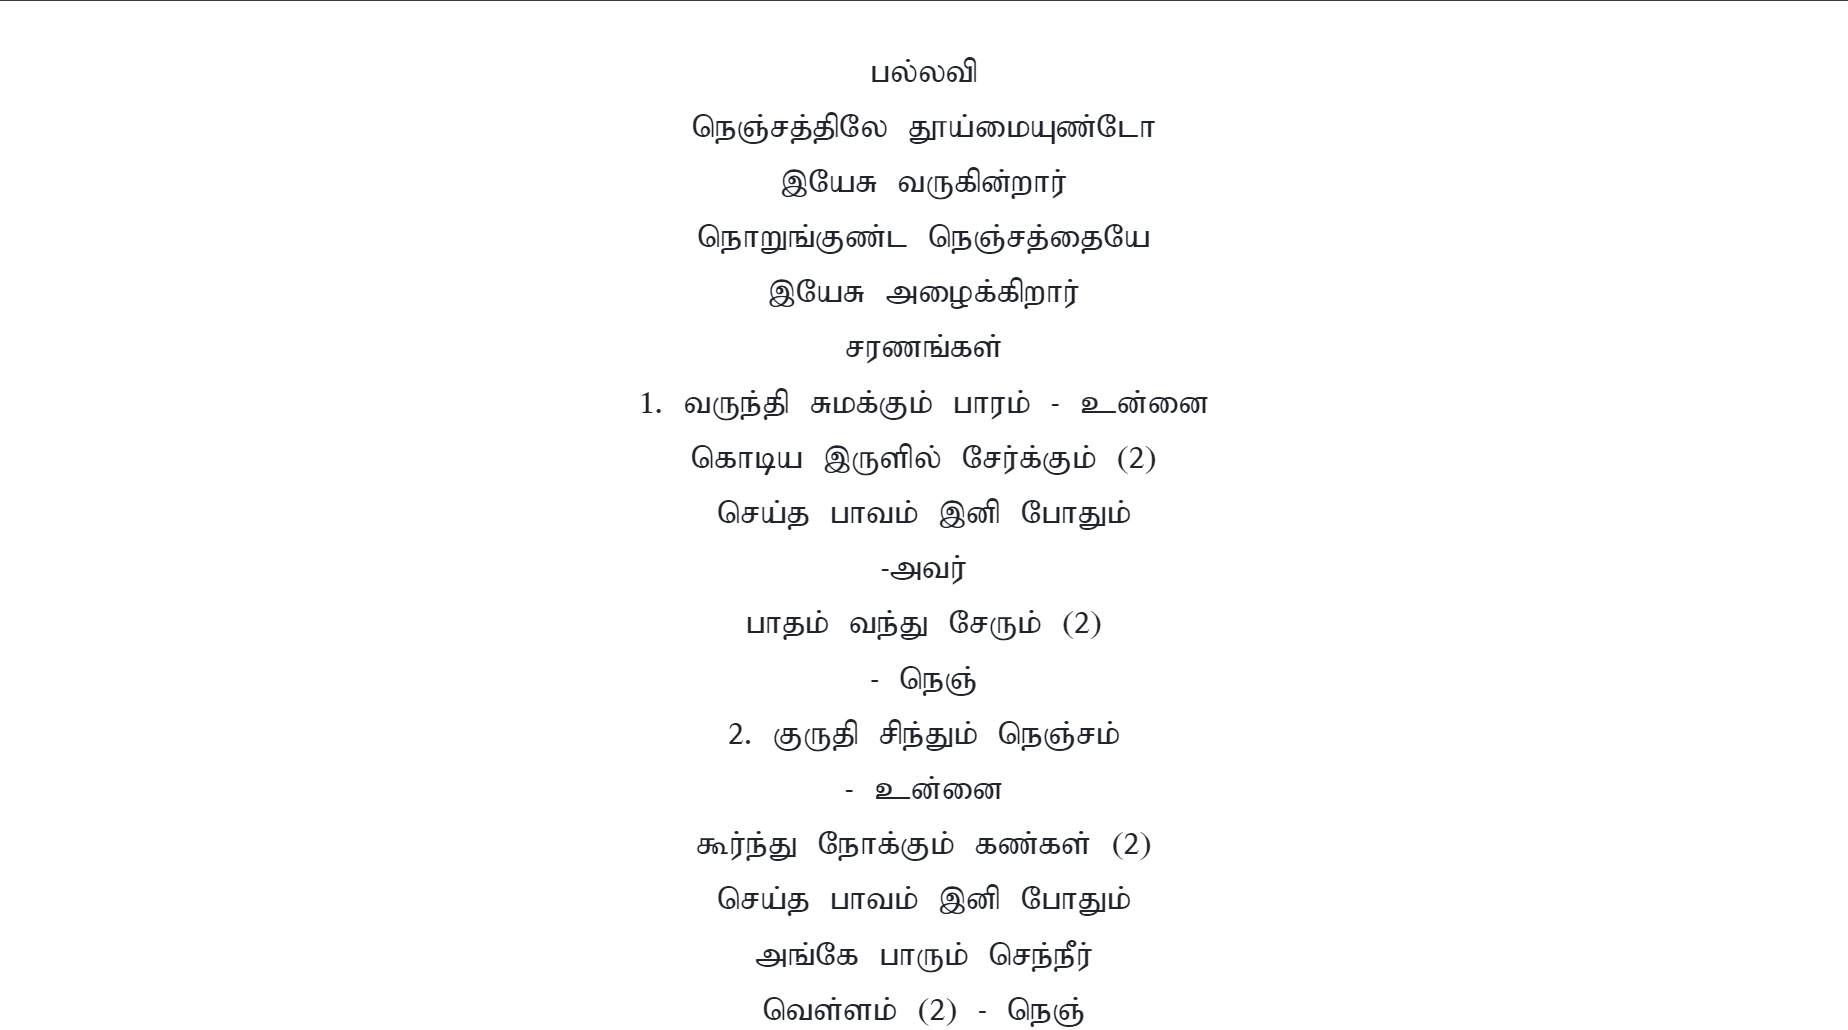 பல்லவி
நெஞ்சத்திலே தூய்மையுண்டோ
இயேசு வருகின்றார்
நொறுங்குண்ட நெஞ்சத்தையே
இயேசு அழைக்கிறார்
சரணங்கள்
1. வருந்தி சுமக்கும் பாரம் - உன்னை
கொடிய இருளில் சேர்க்கும் (2)
செய்த பாவம் இனி போதும்
-அவர்
பாதம் வந்து சேரும் (2)
- நெஞ்
2. குருதி சிந்தும் நெஞ்சம்
- உன்னை
கூர்ந்து நோக்கும் கண்கள் (2)
செய்த பாவம் இனி போதும்
அங்கே பாரும் செந்நீர்
வெள்ளம் (2) - நெஞ்